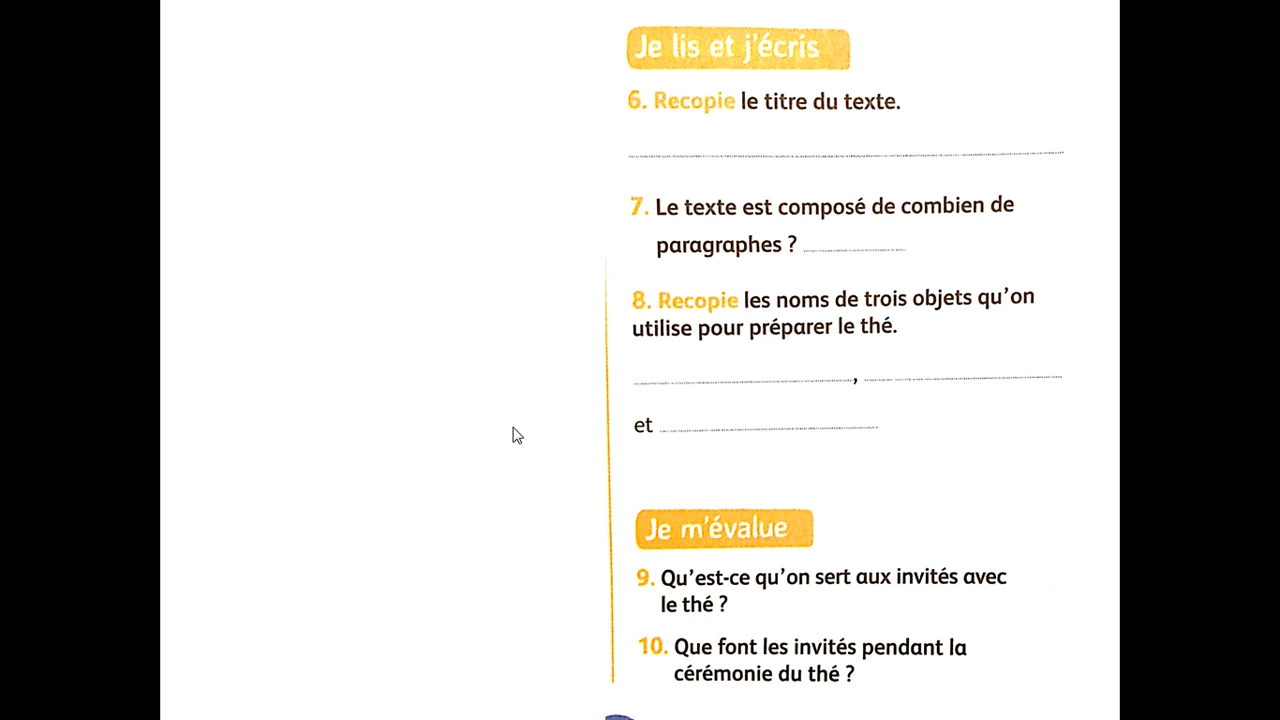 Je lis et j'écris
6. Recopie le titre du texte.
7. Le texte est composé de combien de
paragraphes ?
8. Recopie les noms de trois objets qu'on
utilise pour préparer le thé.
,
et
Je m'évalue
9. Qu'est-ce qu'on sert aux invités avec
le thé ?
10. Que font les invités pendant la
cérémonie du thé ?